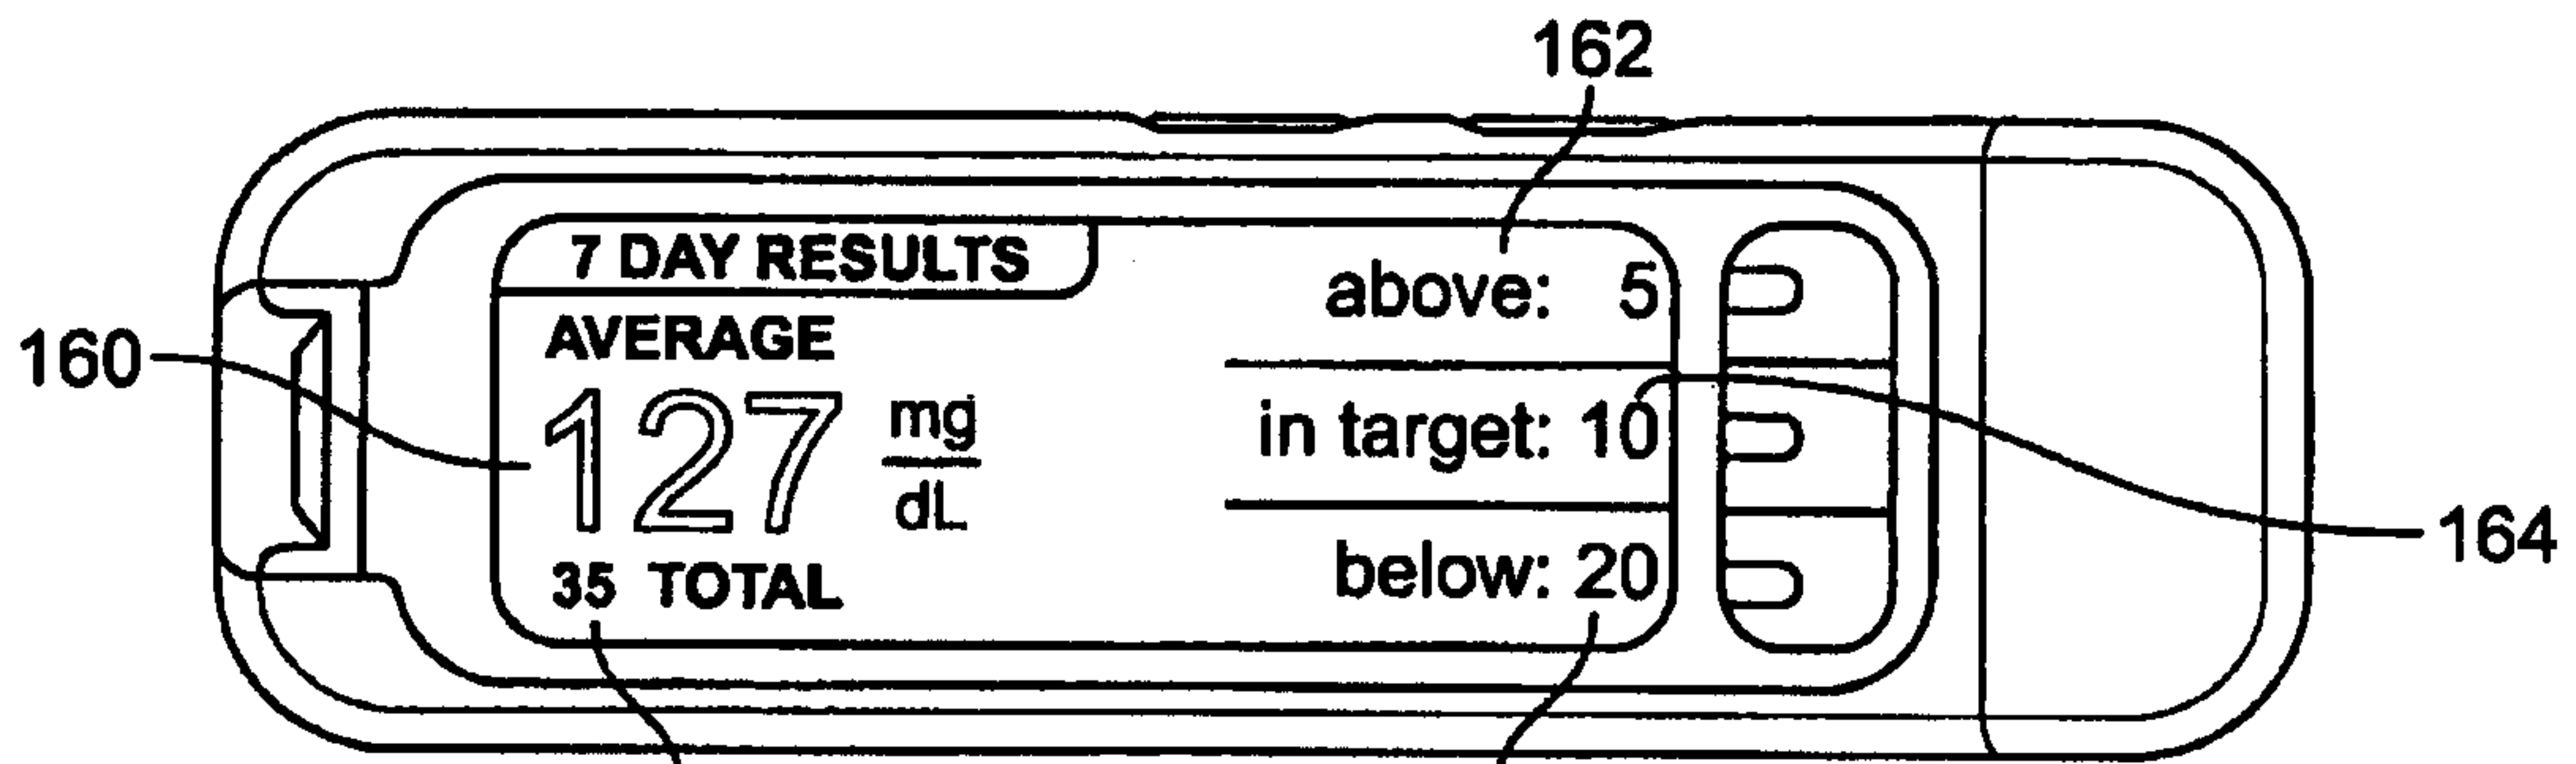 162
7 DAY RESULTS
above: 5
AVERAGE
160
127 mg/dL
in target: 10
164
35 TOTAL
below: 20